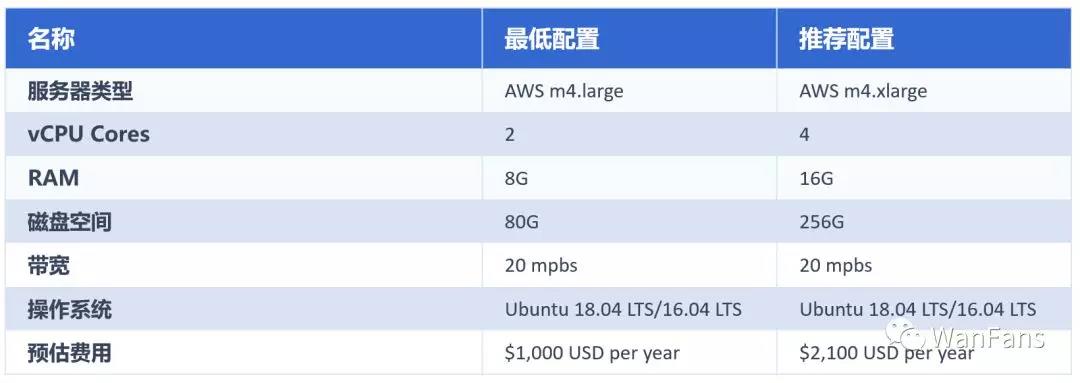 名称 最低配置 推荐配置
服务器类型 AWS m4.large AWS m4.xlarge
vCPU Cores 2 4
RAM 8G 16G
磁盘空间 80G 256G
带宽 20 mpbs 20 mpbs
操作系统 Ubuntu 18.04 LTS/16.04 LTS Ubuntu 18.04 LTS/16.04 LTS
预估费用 $1,000 USD per year $2,100 USD per year
WanFans